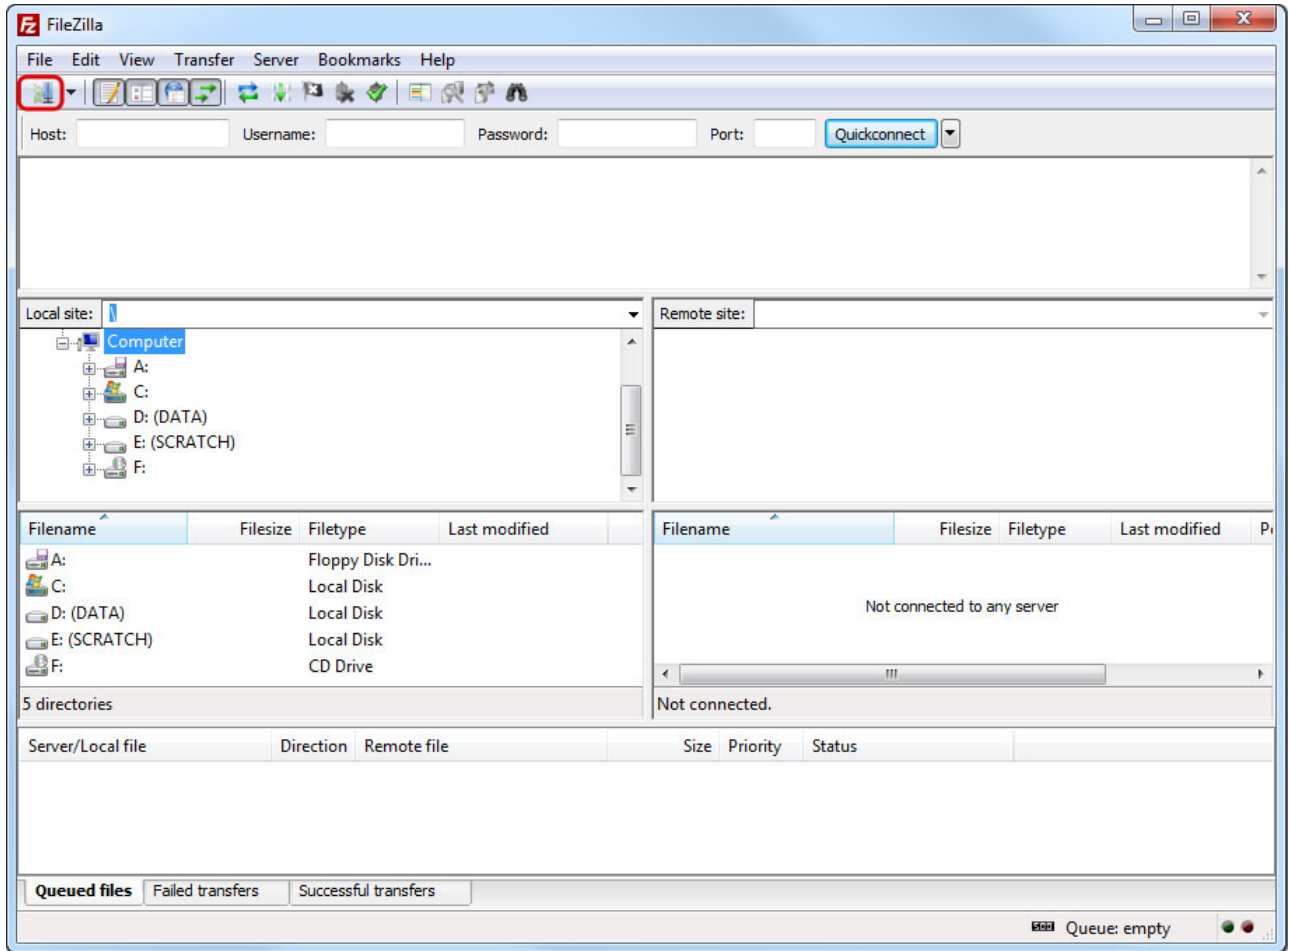 FileZilla
File Edit View Transfer Server Bookmarks Help
Host: Username: Password: Port: Quickconnect
Local site: \
Computer
A:
C:
D: (DATA)
E: (SCRATCH)
F:
Remote site:
Filename Filesize Filetype Last modified
A: Floppy Disk Dri...
C: Local Disk
D: (DATA) Local Disk
E: (SCRATCH) Local Disk
F: CD Drive
5 directories
Filename Filesize Filetype Last modified
Not connected to any server
Not connected.
Server/Local file Direction Remote file Size Priority Status
Queued files Failed transfers Successful transfers
Queue: empty